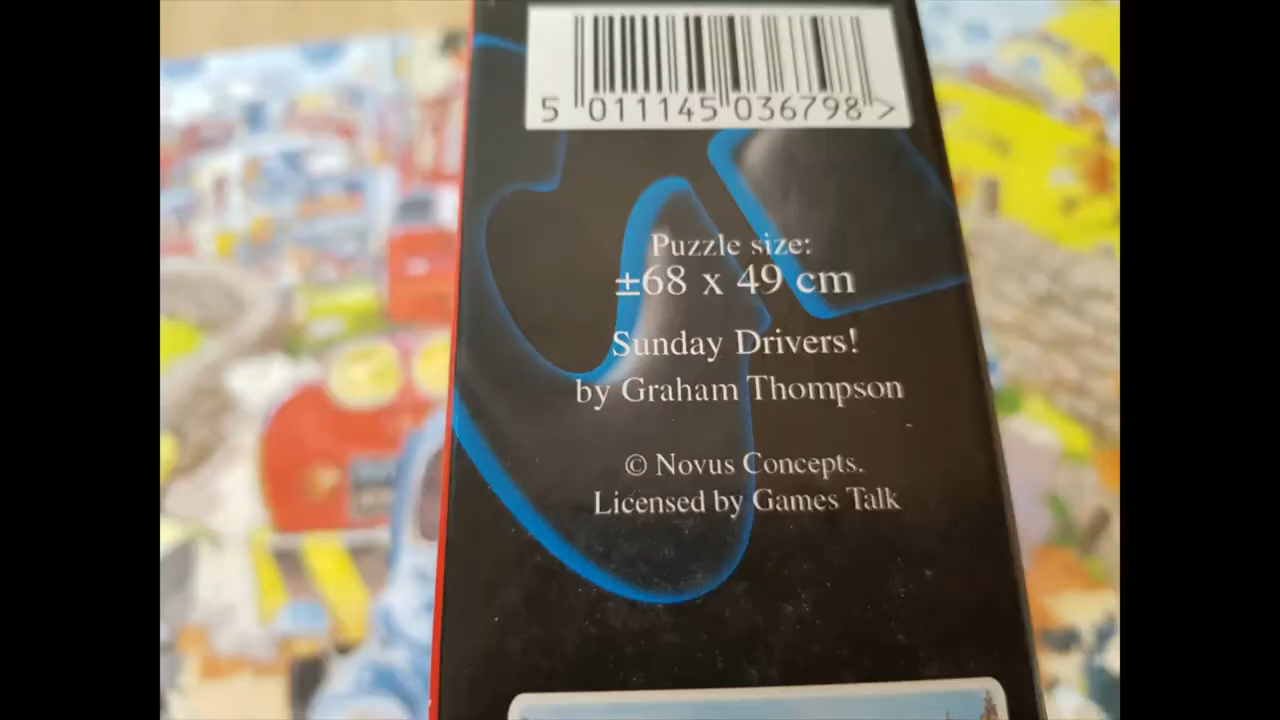 5 011145 036798 >
Puzzle size:
±68 x 49 cm
Sunday Drivers!
by Graham Thompson
© Novus Concepts.
Licensed by Games Talk